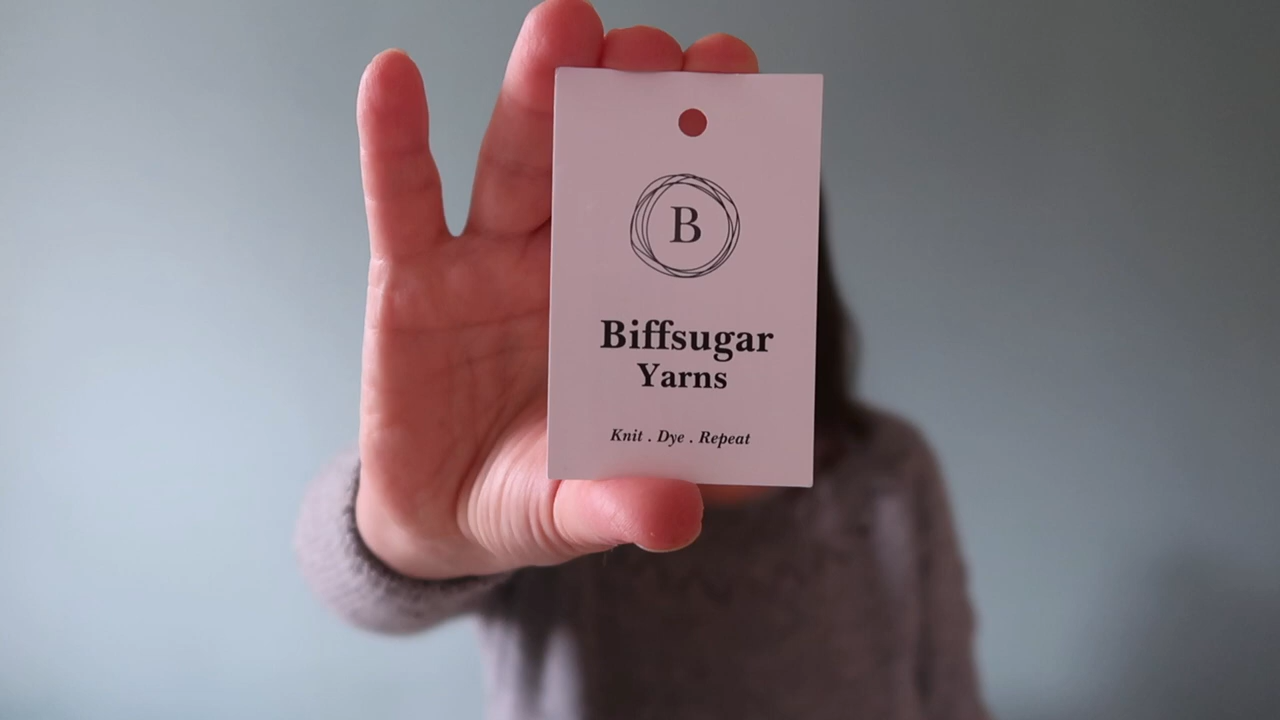 B
Biffsugar
Yarns
Knit . Dye . Repeat